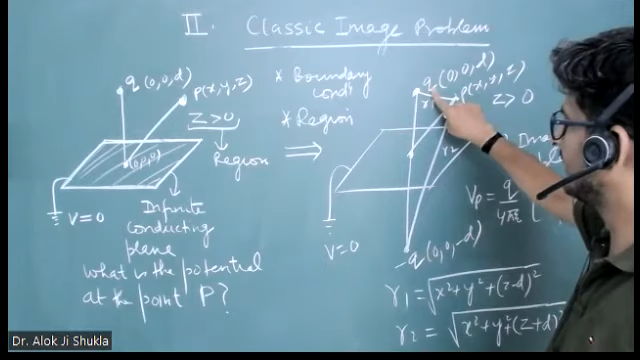 II. Classic Image Problem
q (0,0,d)
P(x,y,z)
z>0
Region
(0,0,0)
V=0
Infinite
conducting
plane
what is the potential
at the point P?
* Boundary
cond^s
* Region
⇒
q (0,0,d)
P(x,y,z)
z>0
r2
V=0
-q (0,0,-d)
Vp = q
r1 = √x²+y²+(z-d)²
r2 = √x²+y²+(z+d)²
Dr. Alok Ji Shukla